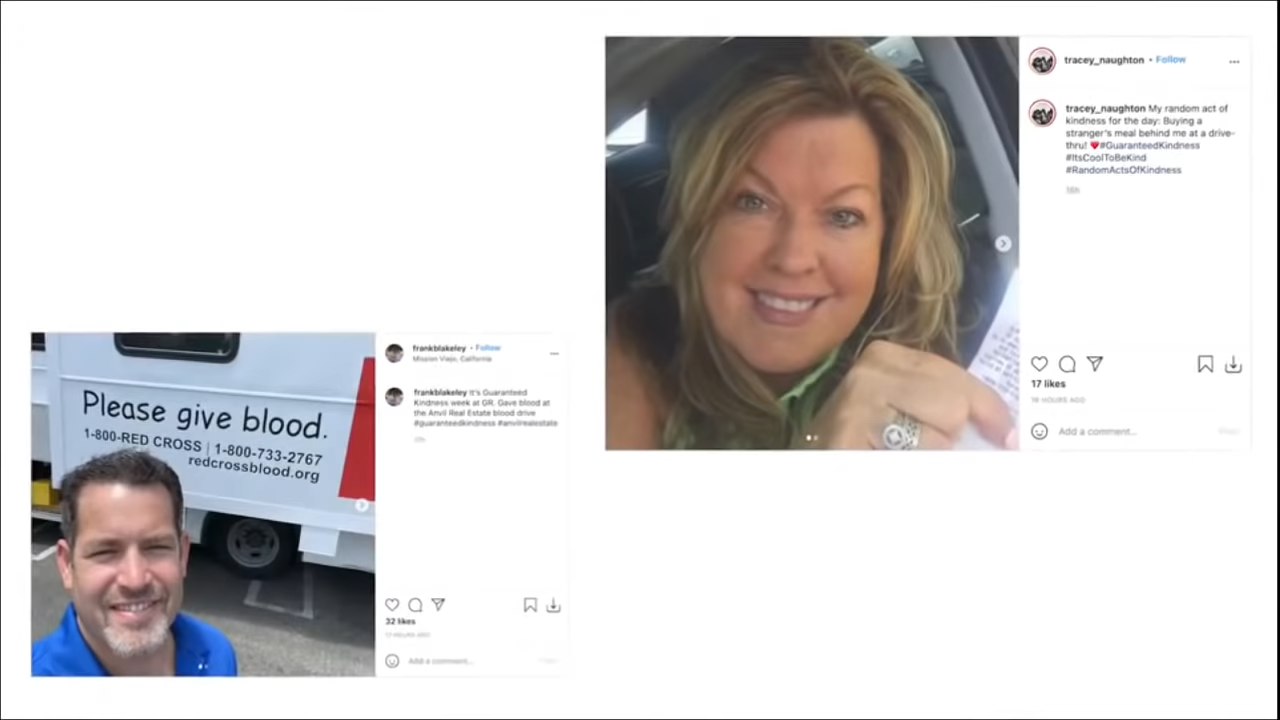 tracey_naughton • Follow
tracey_naughton My random act of
kindness for the day: Buying a
stranger's meal behind me at a drive-
thru! ❤️#GuaranteedKindness
#ItsCoolToBeKind
#RandomActsOfKindness
17 likes
Add a comment...
Please give blood.
1-800-RED CROSS | 1-800-733-2767
redcrossblood.org
frankblakeley • Follow
Mission Viejo, California
frankblakeley It's Guaranteed
Kindness week at GR. Gave blood at
the Anvil Real Estate blood drive
#guaranteedkindness #anvilrealestate
32 likes
17 HOURS AGO
Add a comment...